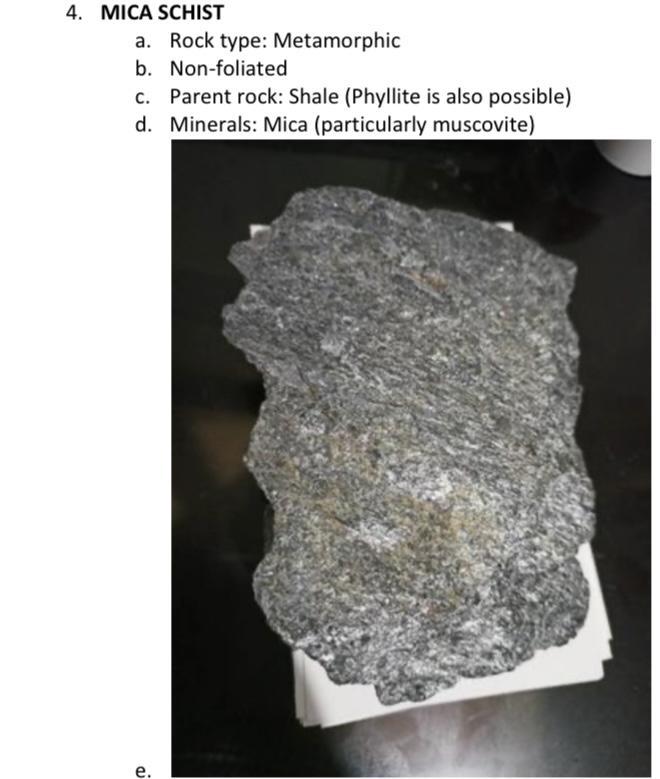 4. MICA SCHIST
a. Rock type: Metamorphic
b. Non-foliated
c. Parent rock: Shale (Phyllite is also possible)
d. Minerals: Mica (particularly muscovite)
e.